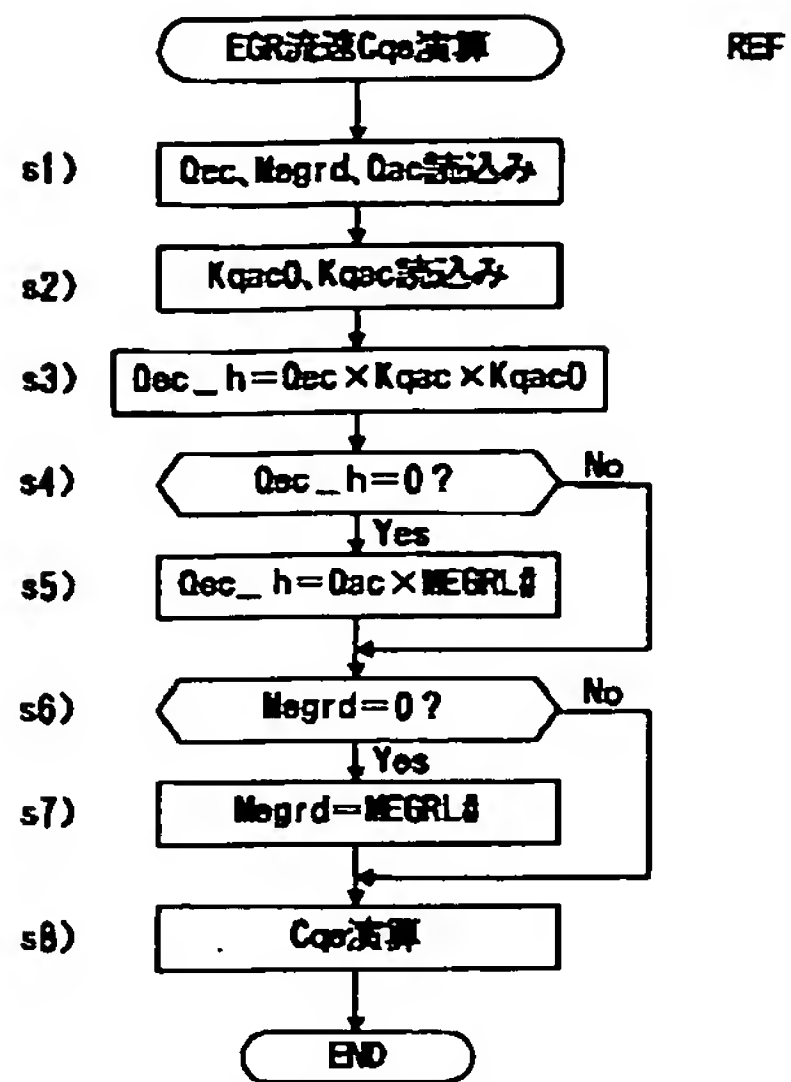 EGR流速Cqe演算
REF
s1) Qec、Megrd、Qac読込み
s2) Kqac0、Kqac読込み
s3) Qec_h=Qec×Kqac×Kqac0
s4) Qec_h=0? No
Yes
s5) Qec_h=Qac×MEGRL#
s6) Megrd=0? No
Yes
s7) Megrd=MEGRL#
s8) Cqe演算
END